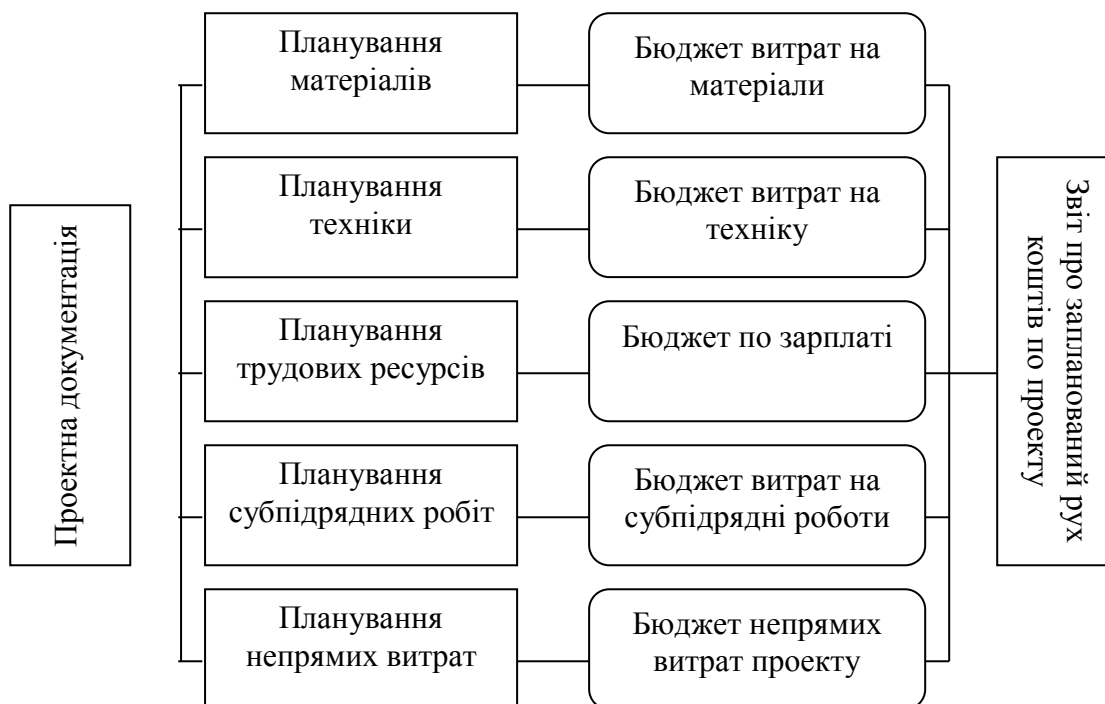 Проектна документація
Планування
матеріалів
Бюджет витрат на
матеріали
Планування
техніки
Бюджет витрат на
техніку
Планування
трудових ресурсів
Бюджет по зарплаті
Планування
субпідрядних робіт
Бюджет витрат на
субпідрядні роботи
Планування
непрямих витрат
Бюджет непрямих
витрат проекту
Звіт про запланований рух
коштів по проекту